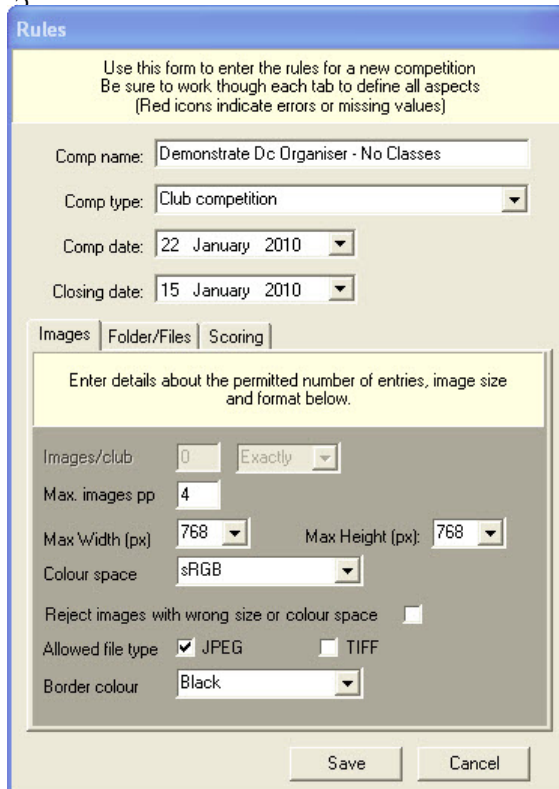 Rules
Use this form to enter the rules for a new competition
Be sure to work though each tab to define all aspects
(Red icons indicate errors or missing values)
Comp name: Demonstrate Dc Organiser - No Classes
Comp type: Club competition
Comp date: 22 January 2010
Closing date: 15 January 2010
Images Folder/Files Scoring
Enter details about the permitted number of entries, image size
and format below.
Images/club 0 Exactly
Max. images pp 4
Max Width (px) 768 Max Height (px): 768
Colour space sRGB
Reject images with wrong size or colour space
Allowed file type JPEG TIFF
Border colour Black
Save Cancel